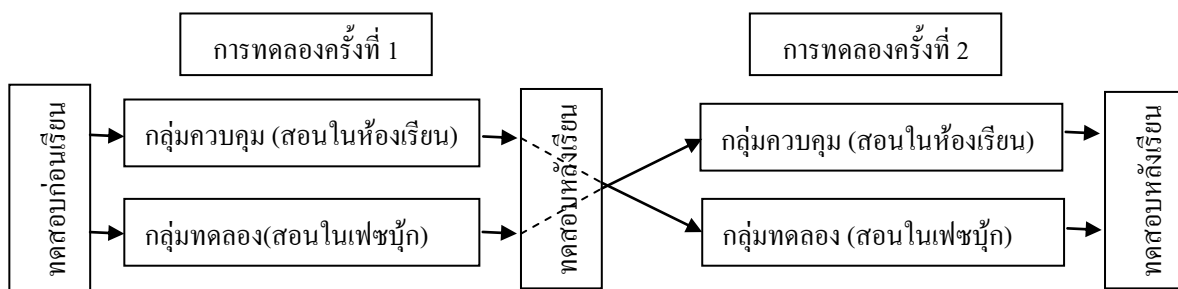 การทดลองครั้งที่ 1
การทดลองครั้งที่ 2
ทดสอบก่อนเรียน
กลุ่มควบคุม (สอนในห้องเรียน)
กลุ่มทดลอง(สอนในเฟซบุ้ก)
ทดสอบหลังเรียน
กลุ่มควบคุม (สอนในห้องเรียน)
กลุ่มทดลอง (สอนในเฟซบุ้ก)
ทดสอบหลังเรียน